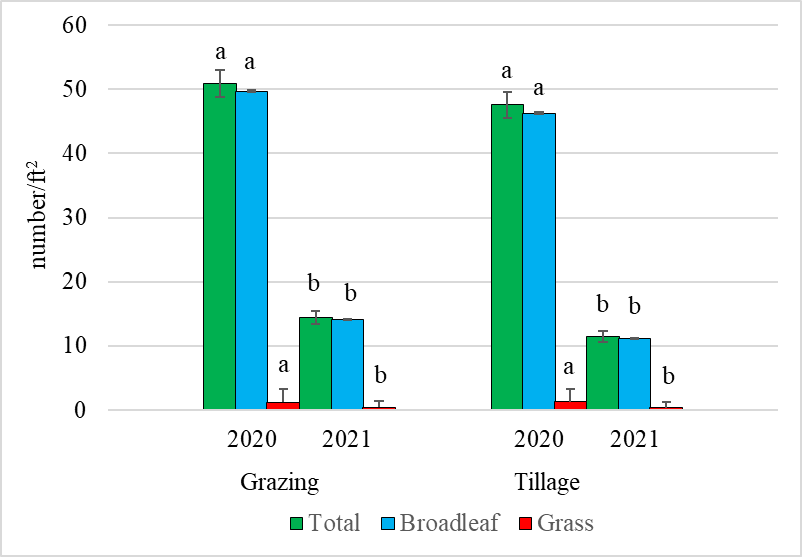 number/ft²
60
50
40
30
20
10
0
a a a b b b
a a a b b b
2020 2021 2020 2021
Grazing Tillage
Total Broadleaf Grass